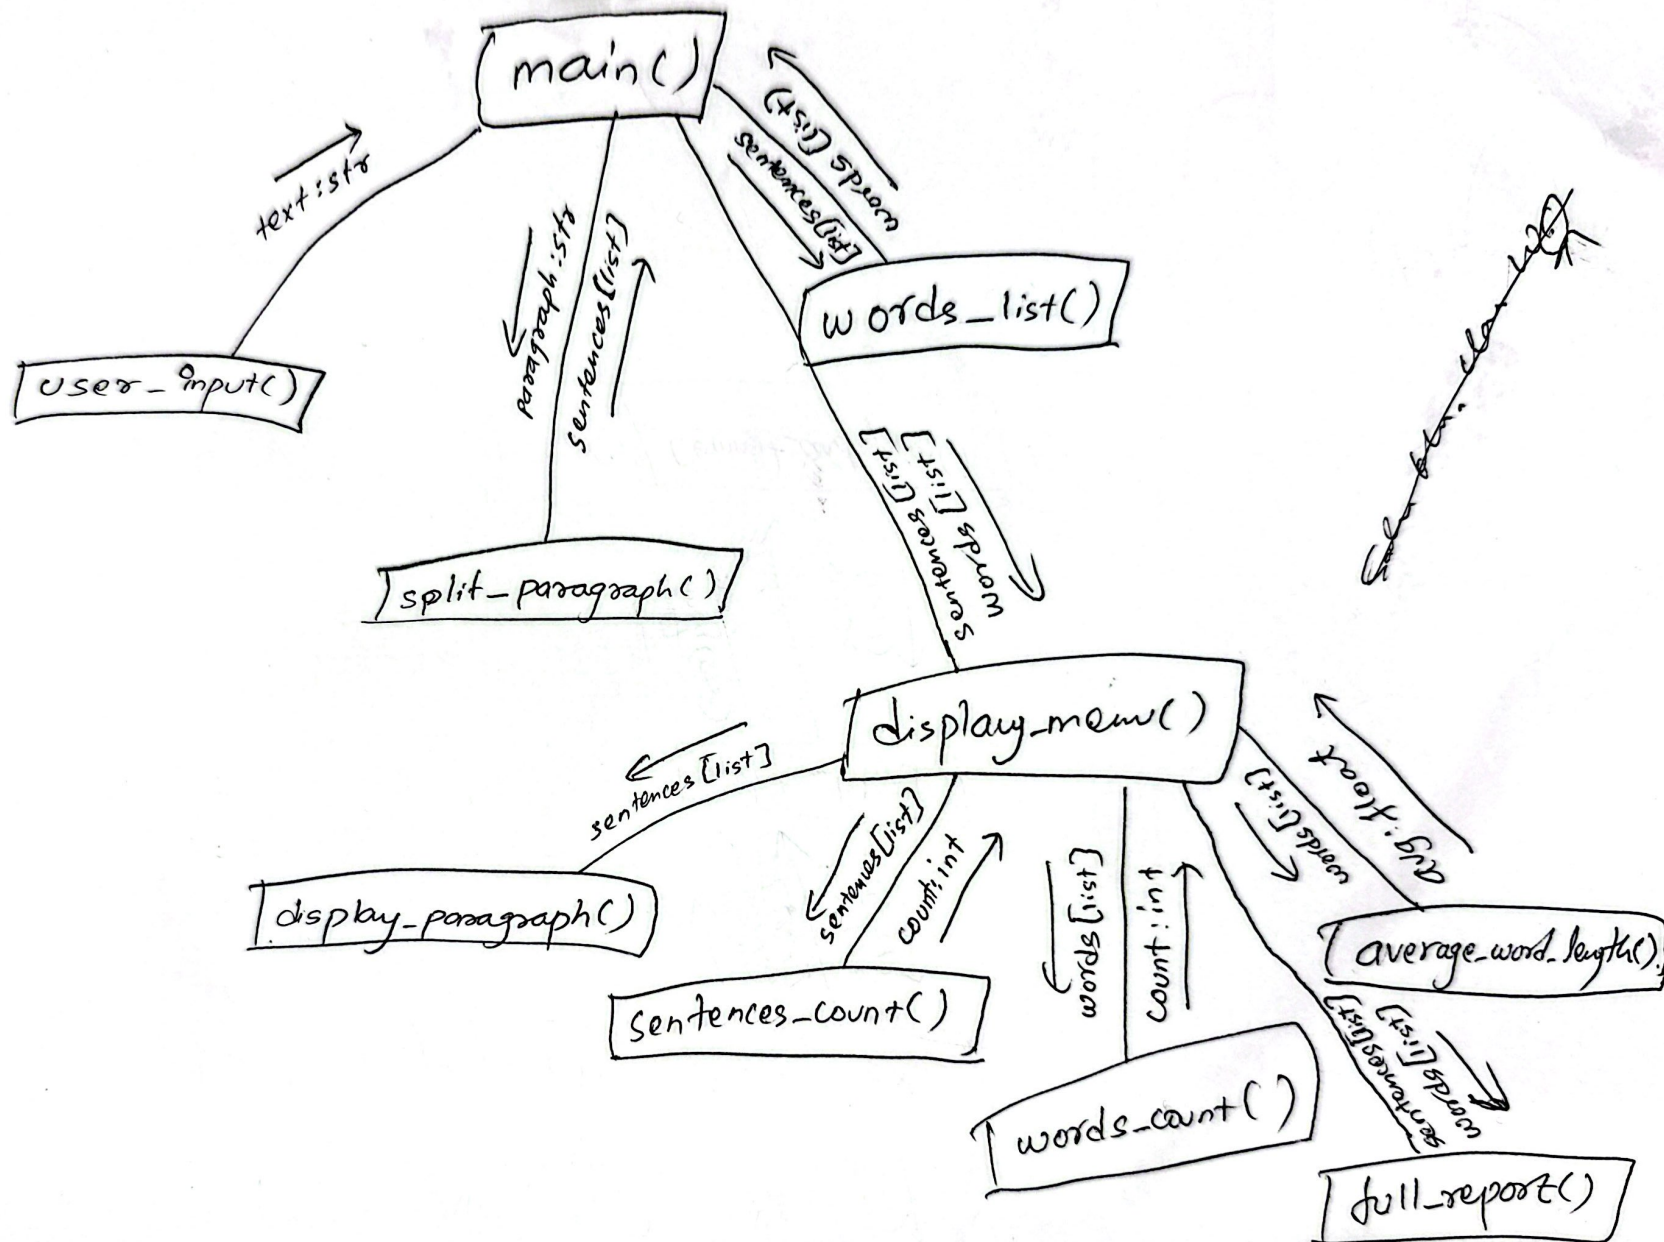 main()
text:str
paragraph:str
sentences[list]
sentences[list]
words [list]
user_input()
words_list()
split_paragraph()
sentences [list]
words [list]
display_menu()
sentences [list]
sentences[list]
count:int
words [list]
count:int
words[list]
avg:float
display_paragraph()
sentences_count()
average_word_length()
words_count()
sentences[list]
words[list]
full_report()